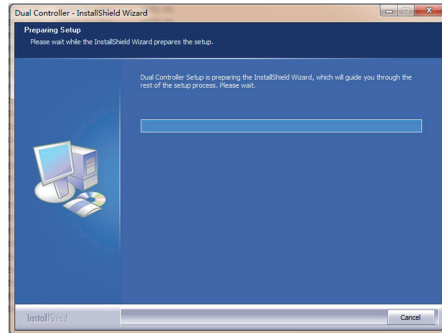 Dual Controller - InstallShield Wizard
Preparing Setup
Please wait while the InstallShield Wizard prepares the setup.
Dual Controller Setup is preparing the InstallShield Wizard, which will guide you through the
rest of the setup process. Please wait.
InstallShield
Cancel